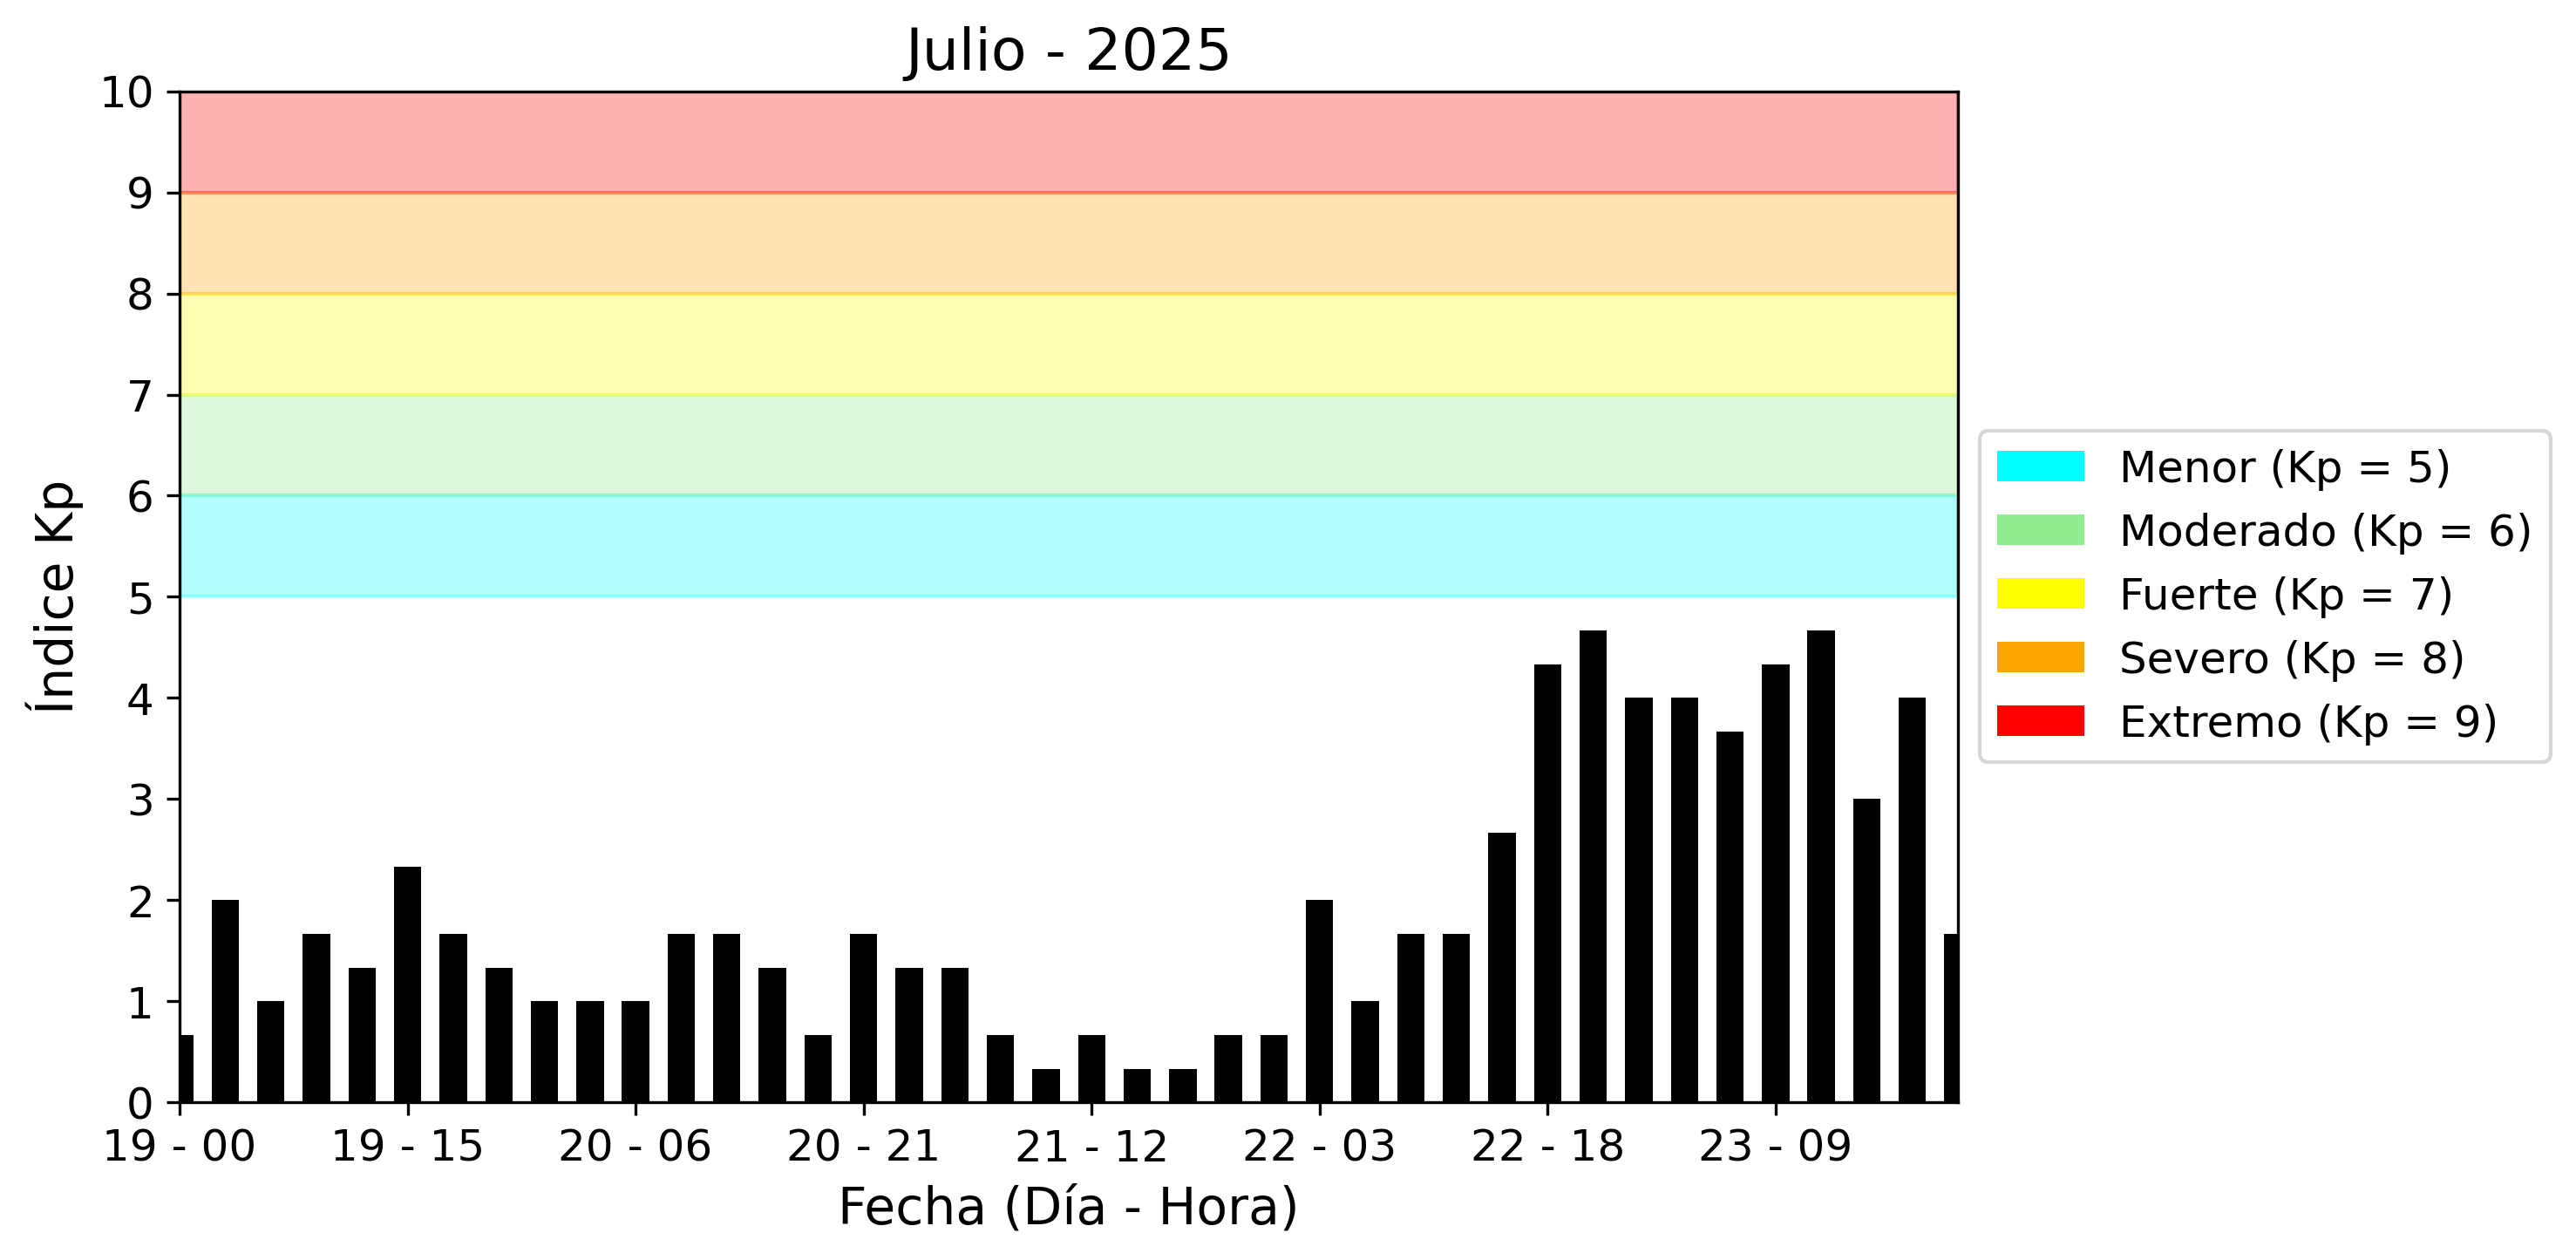 Julio - 2025
10
9
8
7
6
5
4
3
2
1
0
Índice Kp
19 - 00 19 - 15 20 - 06 20 - 21 21 - 12 22 - 03 22 - 18 23 - 09
Fecha (Día - Hora)
Menor (Kp = 5)
Moderado (Kp = 6)
Fuerte (Kp = 7)
Severo (Kp = 8)
Extremo (Kp = 9)